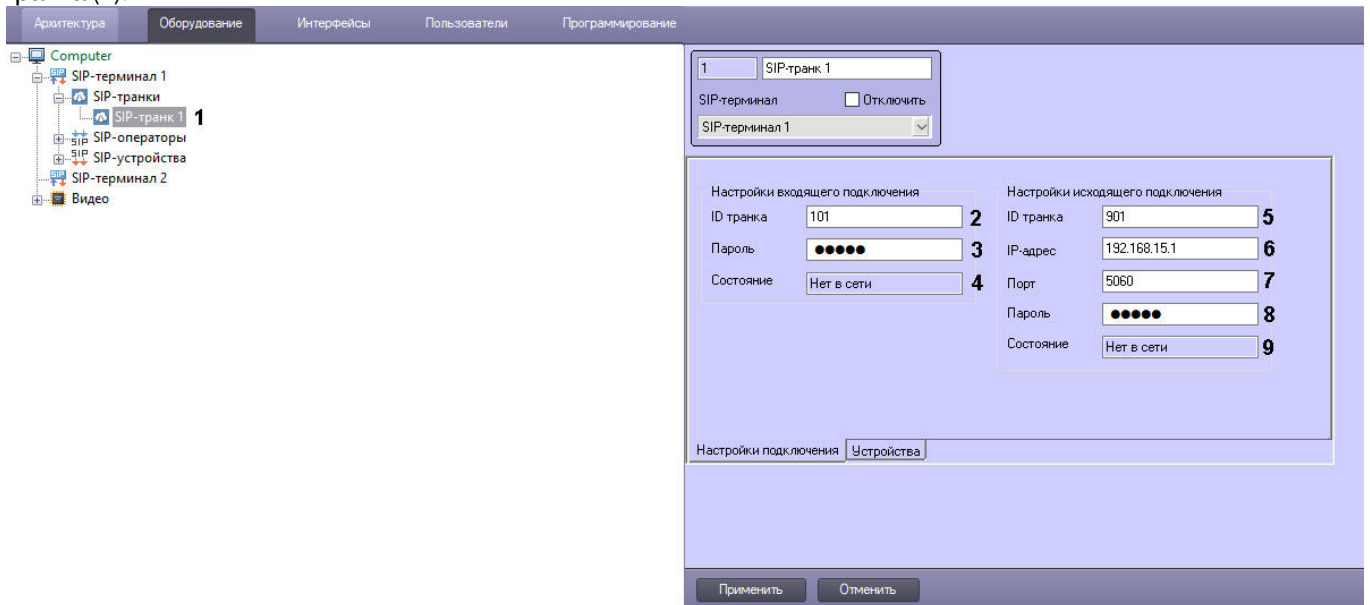 Архитектура Оборудование Интерфейсы Пользователи Программирование
Computer
SIP-терминал 1
SIP-транки
SIP-транк 1 1
SIP-операторы
SIP-устройства
SIP-терминал 2
Видео
1 SIP-транк 1
SIP-терминал Отключить
SIP-терминал 1
Настройки входящего подключения
ID транка 101 2
Пароль ●●●●● 3
Состояние Нет в сети 4
Настройки исходящего подключения
ID транка 901 5
IP-адрес 192.168.15.1 6
Порт 5060 7
Пароль ●●●●● 8
Состояние Нет в сети 9
Настройки подключения Устройства
Применить Отменить